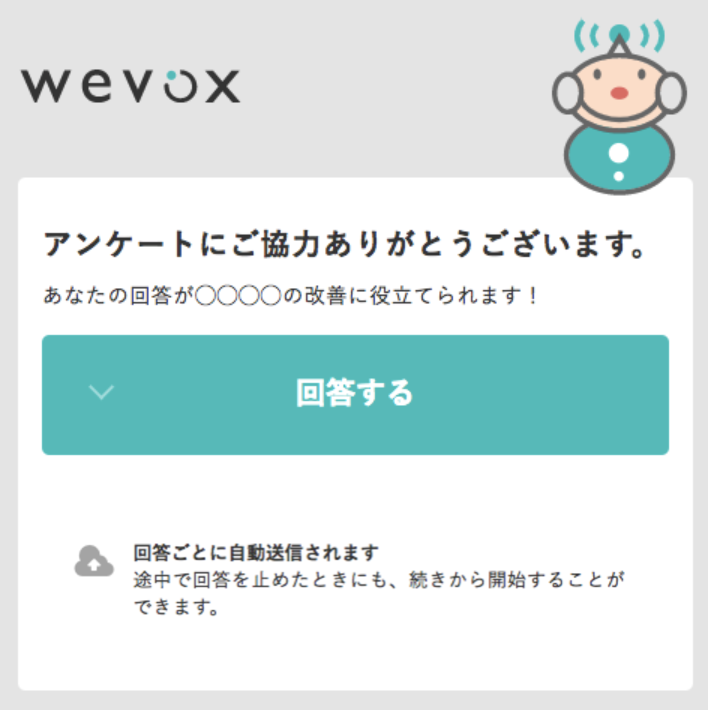 wevox
アンケートにご協力ありがとうございます。
あなたの回答が〇〇〇〇の改善に役立てられます！
回答する
回答ごとに自動送信されます
途中で回答を止めたときにも、続きから開始することが
できます。